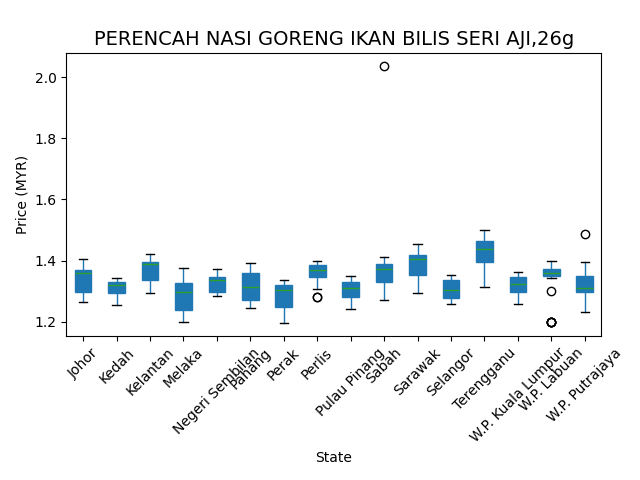 PERENCAH NASI GORENG IKAN BILIS SERI AJI,26g
Price (MYR)
2.0
1.8
1.6
1.4
1.2
Johor
Kedah
Kelantan
Melaka
Negeri Sembilan
Pahang
Perak
Perlis
Pulau Pinang
Sabah
Sarawak
Selangor
Terengganu
W.P. Kuala Lumpur
W.P. Labuan
W.P. Putrajaya
State